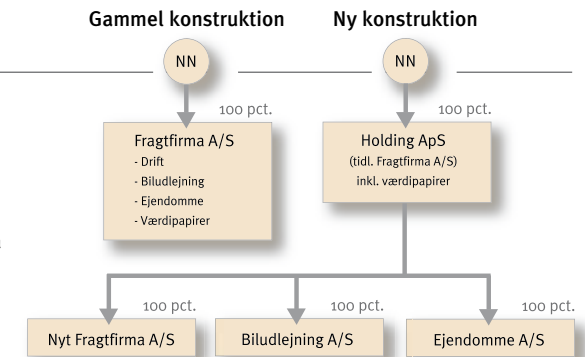 Gammel konstruktion
Ny konstruktion
NN
NN
100 pct.
100 pct.
Fragtfirma A/S
- Drift
- Biludlejning
- Ejendomme
- Værdipapirer
Holding ApS
(tidl. Fragtfirma A/S)
inkl. værdipapirer
100 pct.
100 pct.
100 pct.
Nyt Fragtfirma A/S
Biludlejning A/S
Ejendomme A/S